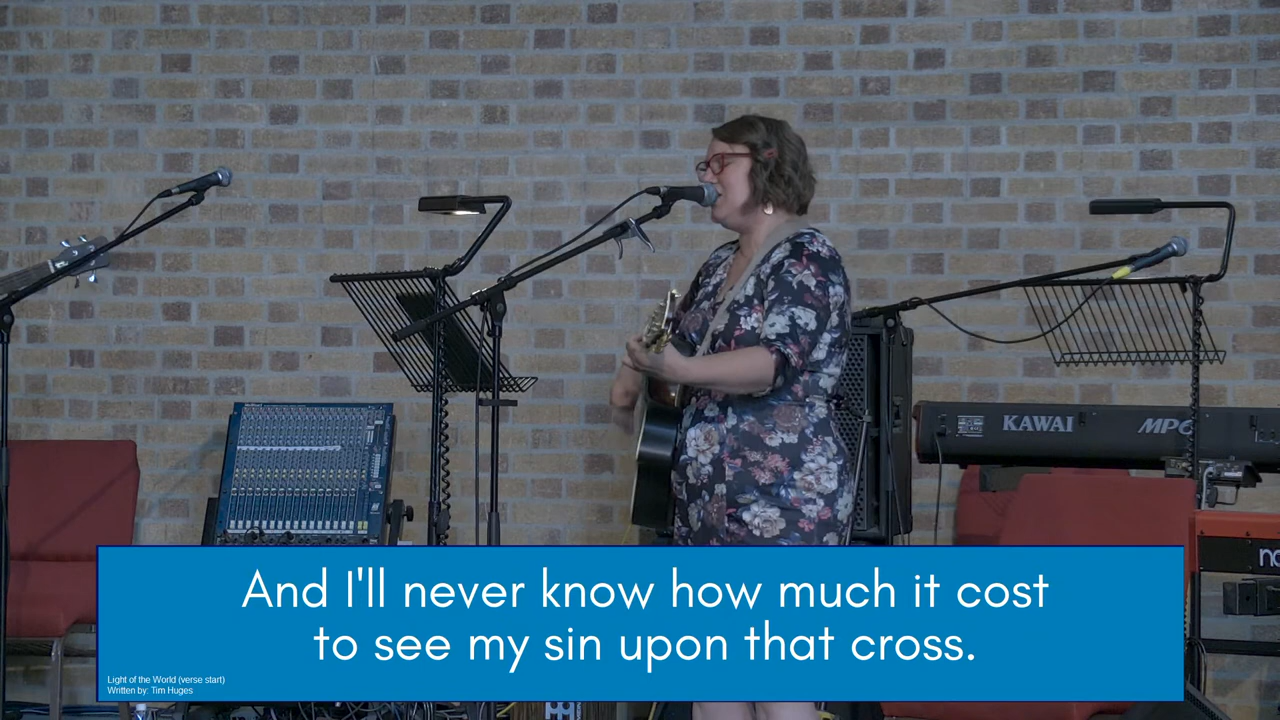 KAWAI MP6
And I'll never know how much it cost
to see my sin upon that cross.
Light of the World (verse start)
Written by: Tim Huges